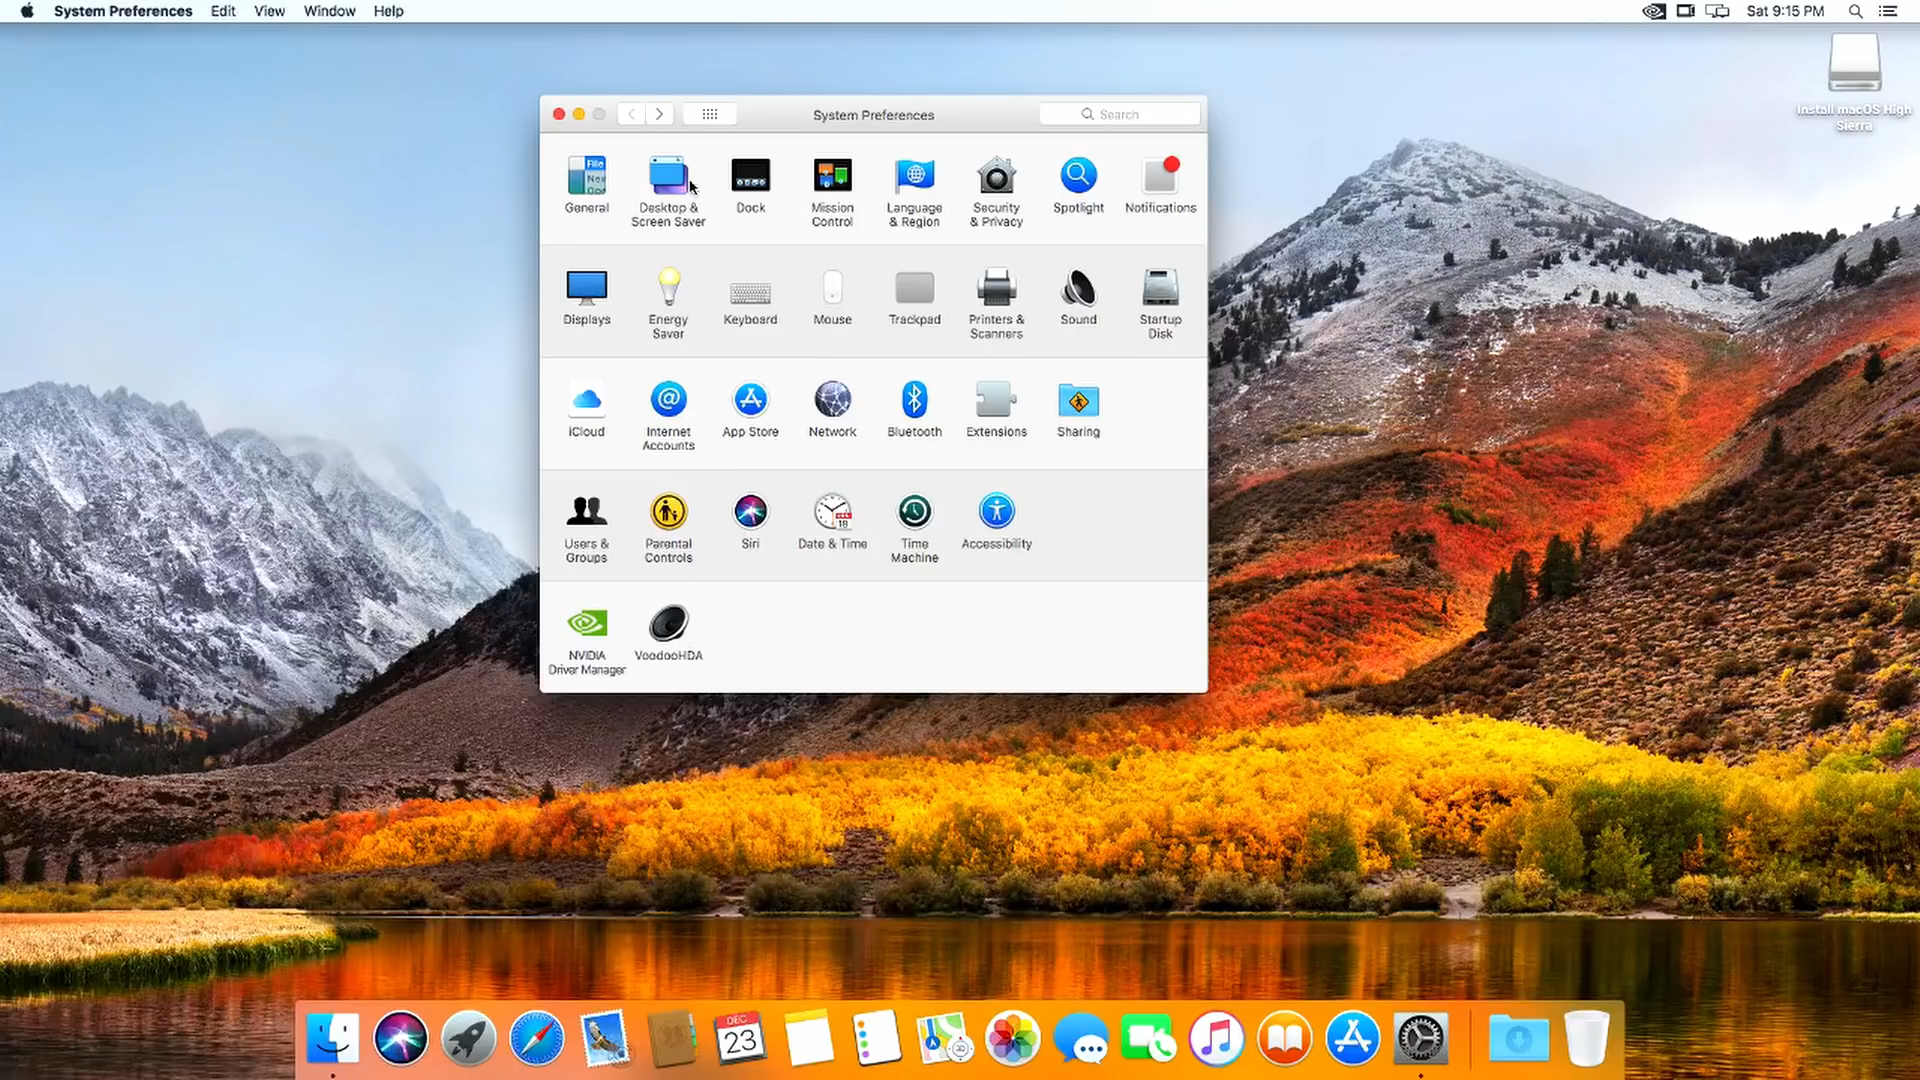 System Preferences Edit View Window Help
Sat 9:15 PM
Install macOS High
Sierra
System Preferences
Search
General
Desktop &
Screen Saver
Dock
Mission
Control
Language
& Region
Security
& Privacy
Spotlight
Notifications
Displays
Energy
Saver
Keyboard
Mouse
Trackpad
Printers &
Scanners
Sound
Startup
Disk
iCloud
Internet
Accounts
App Store
Network
Bluetooth
Extensions
Sharing
Users &
Groups
Parental
Controls
Siri
Date & Time
Time
Machine
Accessibility
NVIDIA
Driver Manager
VoodooHDA
File
New
18
DEC
23